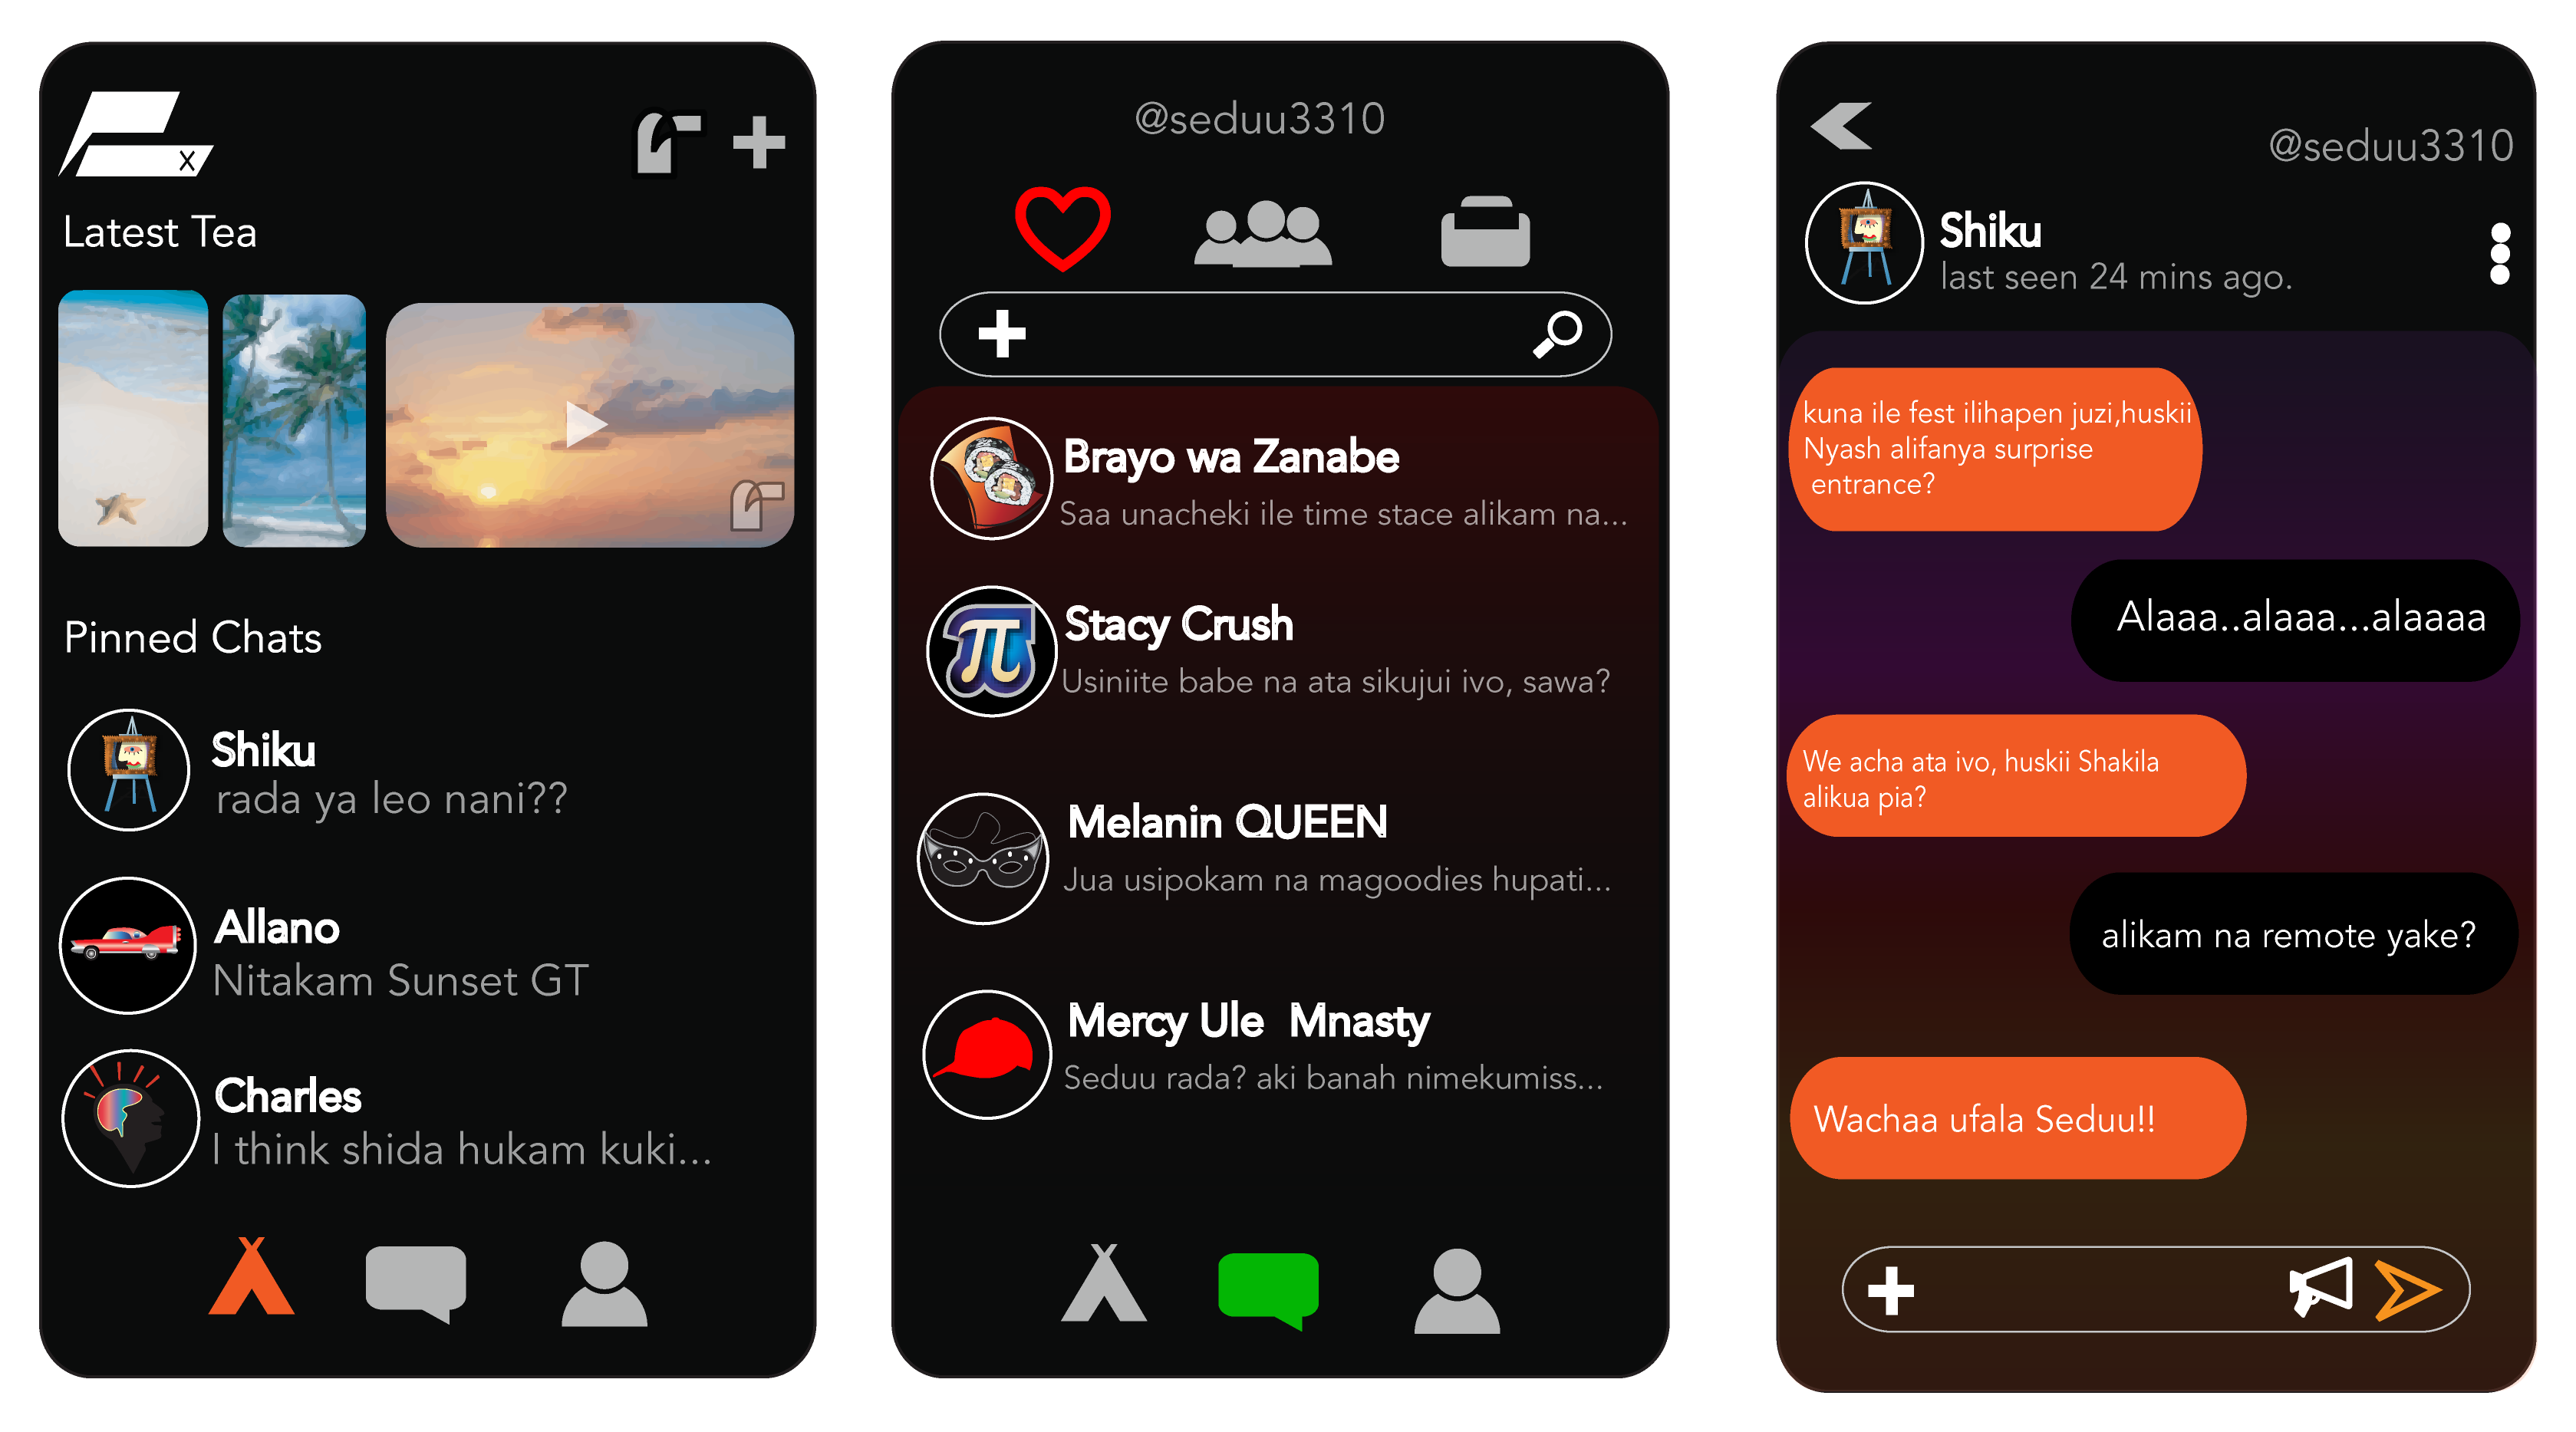 x
Latest Tea
Pinned Chats
Shiku
rada ya leo nani??
Allano
Nitakam Sunset GT
Charles
I think shida hukam kuki...
@seduu3310
Brayo wa Zanabe
Saa unacheki ile time stace alikam na...
Stacy Crush
Usiniite babe na ata sikujui ivo, sawa?
Melanin QUEEN
Jua usipokam na magoodies hupati...
Mercy Ule Mnasty
Seduu rada? aki banah nimekumiss...
@seduu3310
Shiku
last seen 24 mins ago.
kuna ile fest ilihapen juzi,huskii
Nyash alifanya surprise
entrance?
Alaaa..alaaa...alaaaa
We acha ata ivo, huskii Shakila
alikua pia?
alikam na remote yake?
Wachaa ufala Seduu!!